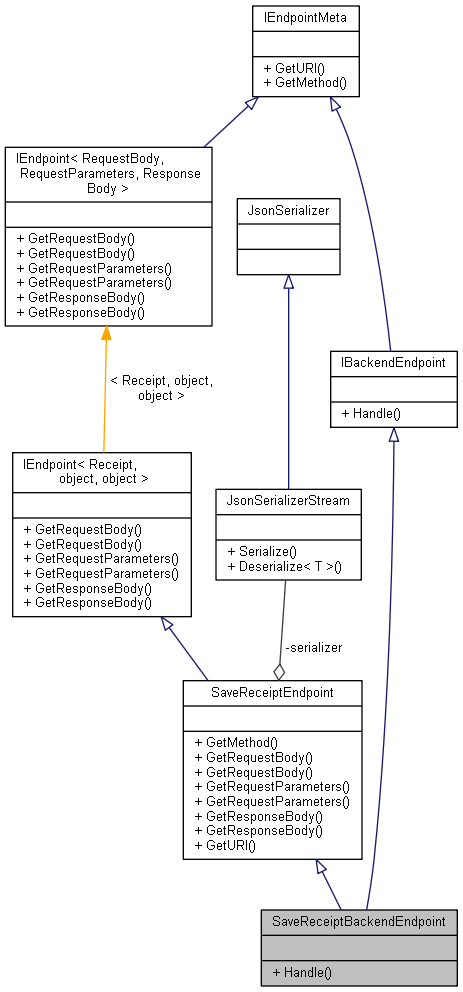 IEndpointMeta
+ GetURI()
+ GetMethod()
IEndpoint< RequestBody,
RequestParameters, Response
Body >
+ GetRequestBody()
+ GetRequestBody()
+ GetRequestParameters()
+ GetRequestParameters()
+ GetResponseBody()
+ GetResponseBody()
JsonSerializer
IBackendEndpoint
+ Handle()
< Receipt, object,
object >
IEndpoint< Receipt,
object, object >
+ GetRequestBody()
+ GetRequestBody()
+ GetRequestParameters()
+ GetRequestParameters()
+ GetResponseBody()
+ GetResponseBody()
JsonSerializerStream
+ Serialize()
+ Deserialize< T >()
-serializer
SaveReceiptEndpoint
+ GetMethod()
+ GetRequestBody()
+ GetRequestBody()
+ GetRequestParameters()
+ GetRequestParameters()
+ GetResponseBody()
+ GetResponseBody()
+ GetURI()
SaveReceiptBackendEndpoint
+ Handle()